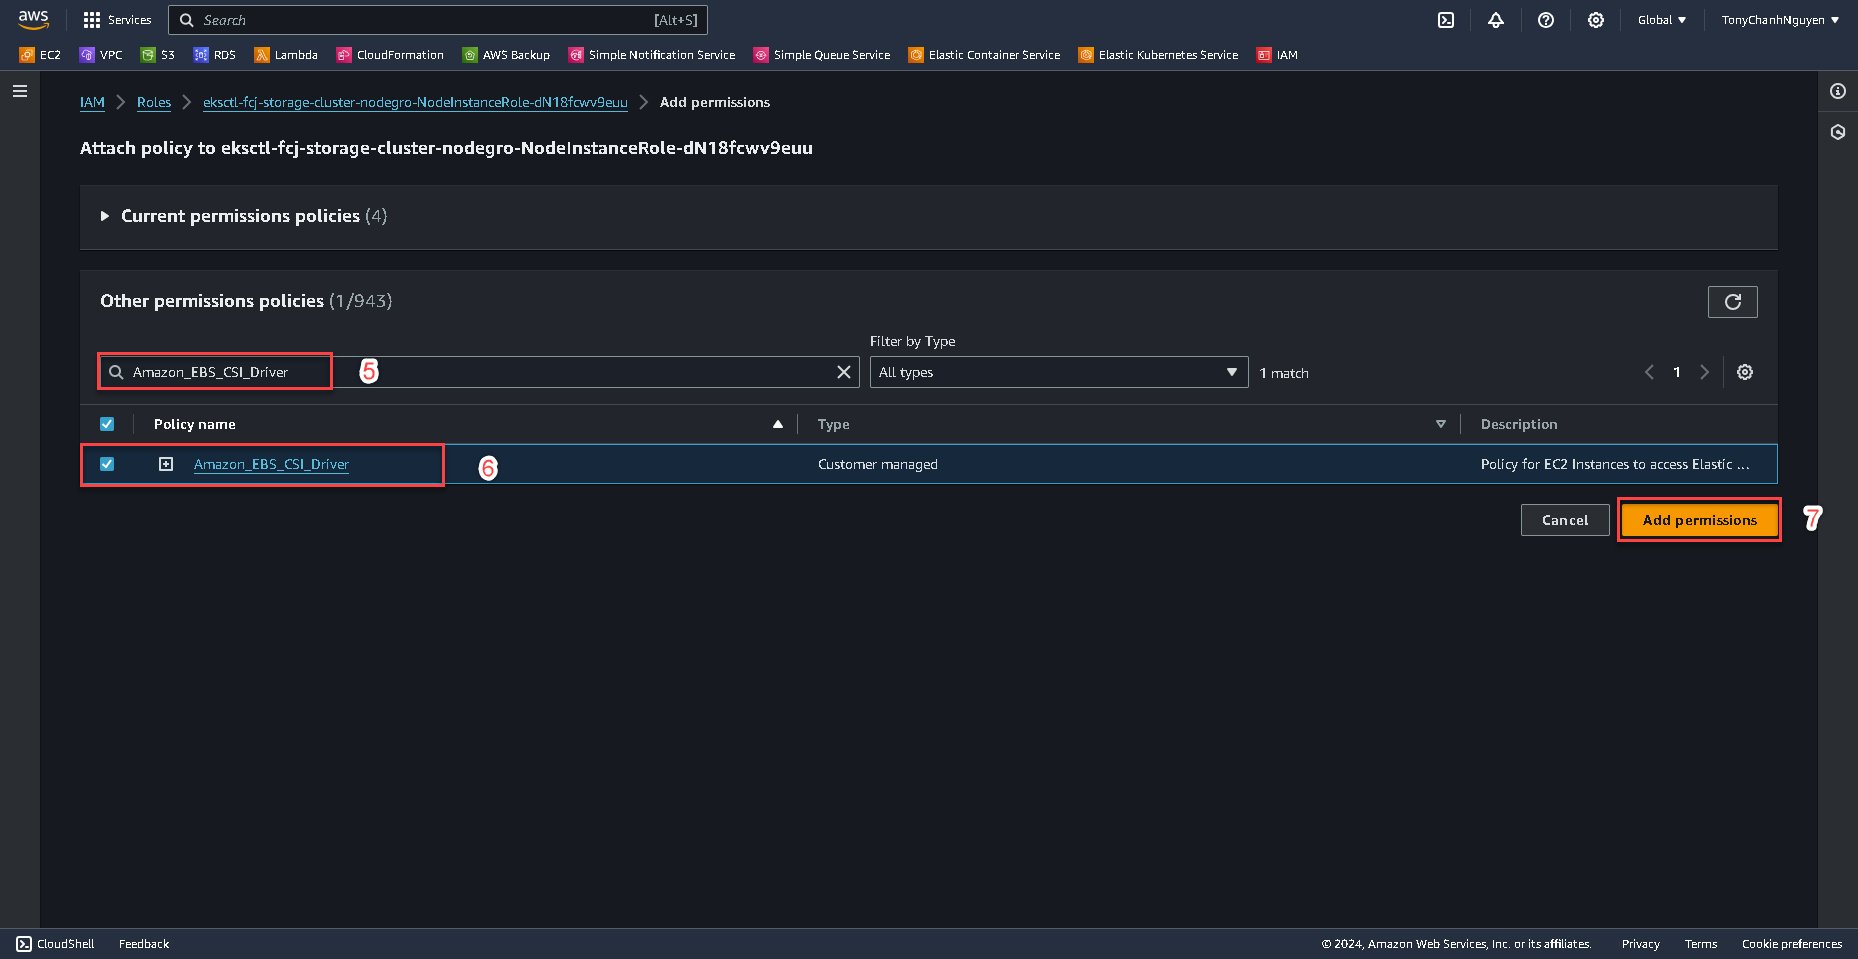 aws Services Search [Alt+S] Global TonyChanhNguyen
EC2 VPC S3 RDS Lambda CloudFormation AWS Backup Simple Notification Service Simple Queue Service Elastic Container Service Elastic Kubernetes Service IAM
IAM Roles eksctl-fcj-storage-cluster-nodegro-NodeInstanceRole-dN18fcwv9euu Add permissions
Attach policy to eksctl-fcj-storage-cluster-nodegro-NodeInstanceRole-dN18fcwv9euu
Current permissions policies (4)
Other permissions policies (1/943)
Filter by Type
Amazon_EBS_CSI_Driver 5 All types 1 match 1
Policy name Type Description
Amazon_EBS_CSI_Driver 6 Customer managed Policy for EC2 Instances to access Elastic ...
Cancel Add permissions 7
CloudShell Feedback © 2024, Amazon Web Services, Inc. or its affiliates. Privacy Terms Cookie preferences